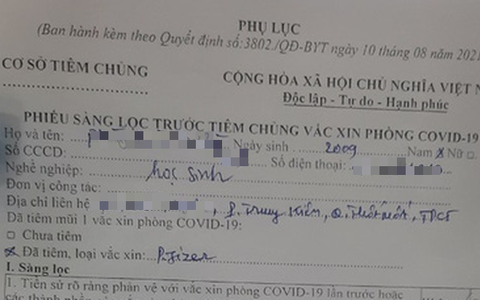 PHỤ LỤC
(Ban hành kèm theo Quyết định số:3802./QĐ-BYT ngày 10 tháng 08 năm 2021
CƠ SỞ TIÊM CHỦNG
CỘNG HÒA XÃ HỘI CHỦ NGHĨA VIỆT N
Độc lập - Tự do - Hạnh phúc
PHIẾU SÀNG LỌC TRƯỚC TIÊM CHỦNG VẮC XIN PHÒNG COVID-19
Họ và tên: Ngày sinh 2009 Nam x Nữ □
Số CCCD: Số điện thoại:
Nghề nghiệp: học sinh
Đơn vị công tác:
Địa chỉ liên hệ P. Trung Kiên, Q. Thốt Nốt, TPCT
Đã tiêm mũi 1 vắc xin phòng COVID-19:
□ Chưa tiêm
x Đã tiêm, loại vắc xin: Pfizer
I. Sàng lọc
1. Tiền sử rõ ràng phản vệ với vắc xin phòng COVID-19 lần trước hoặc